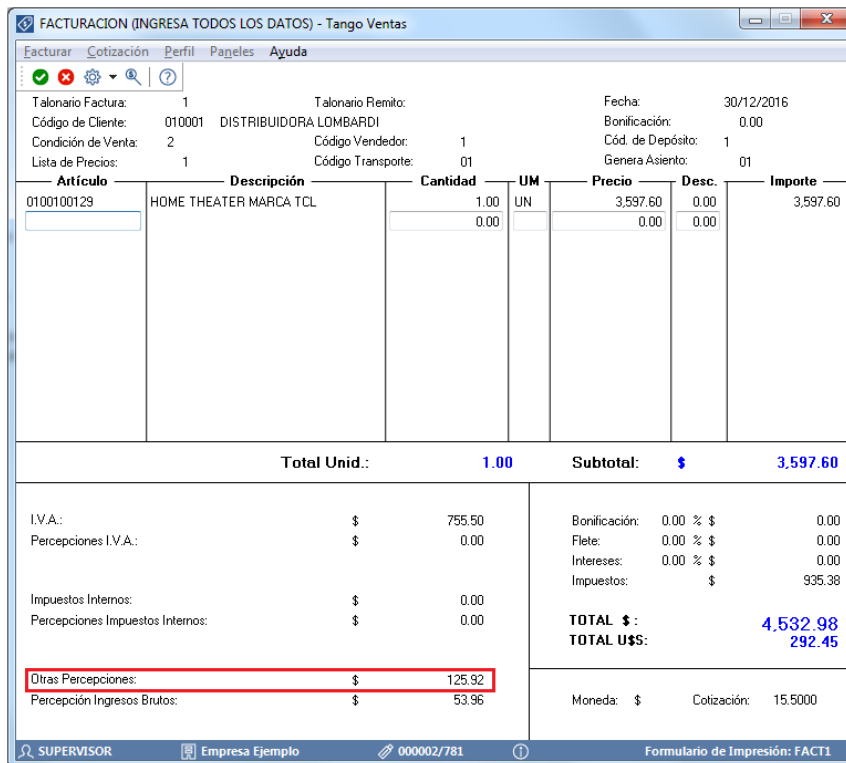 FACTURACION (INGRESA TODOS LOS DATOS) - Tango Ventas
Facturar Cotización Perfil Paneles Ayuda
Talonario Factura: 1 Talonario Remito: Fecha: 30/12/2016
Código de Cliente: 010001 DISTRIBUIDORA LOMBARDI Bonificación: 0.00
Condición de Venta: 2 Código Vendedor: 1 Cód. de Depósito: 1
Lista de Precios: 1 Código Transporte: 01 Genera Asiento: 01
Artículo Descripción Cantidad UM Precio Desc. Importe
0100100129 HOME THEATER MARCA TCL 1.00 UN 3,597.60 0.00 3,597.60
0.00 0.00 0.00
Total Unid.: 1.00 Subtotal: $ 3,597.60
I.V.A.: $ 755.50 Bonificación: 0.00 % $ 0.00
Percepciones I.V.A.: $ 0.00 Flete: 0.00 % $ 0.00
Intereses: 0.00 % $ 0.00
Impuestos: $ 935.38
Impuestos Internos: $ 0.00
Percepciones Impuestos Internos: $ 0.00 TOTAL $ : 4,532.98
TOTAL U$S: 292.45
Otras Percepciones: $ 125.92
Percepción Ingresos Brutos: $ 53.96 Moneda: $ Cotización: 15.5000
SUPERVISOR Empresa Ejemplo 000002/781 Formulario de Impresión: FACT1